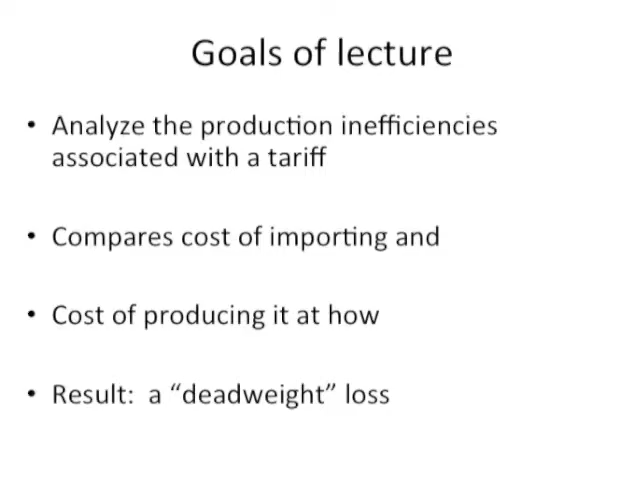 Goals of lecture
• Analyze the production inefficiencies
associated with a tariff
• Compares cost of importing and
• Cost of producing it at how
• Result:  a “deadweight” loss